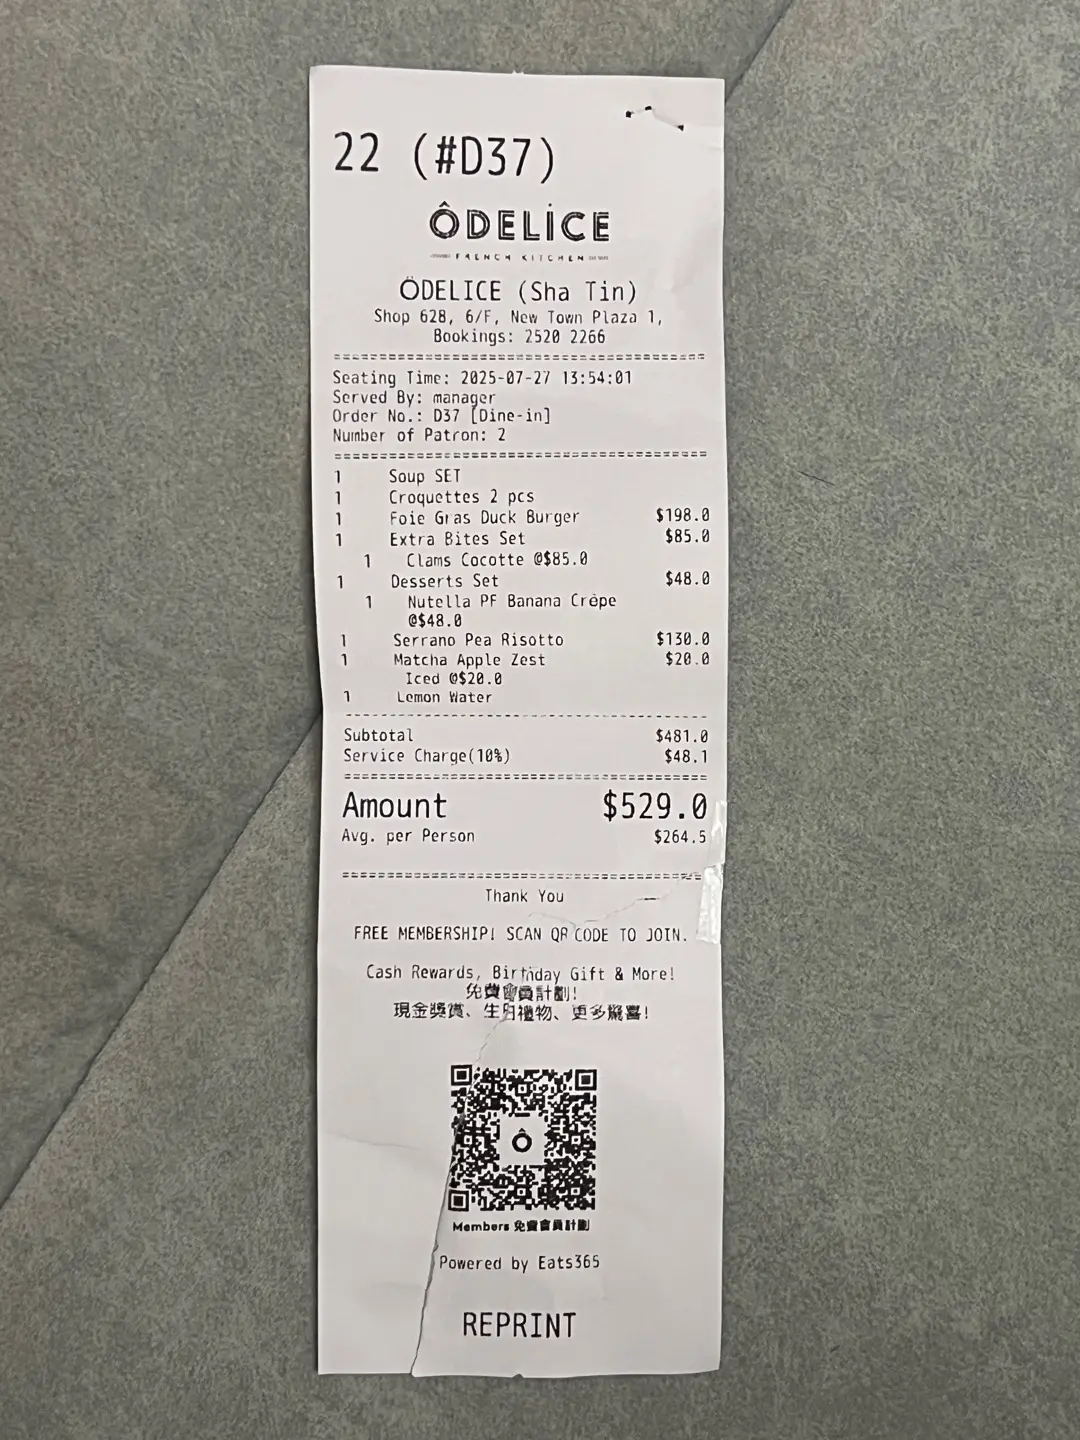 22 (#D37)
ÔDELICE
FRENCH KITCHEN
ÖDELICE (Sha Tin)
Shop 628, 6/F, New Town Plaza 1,
Bookings: 2520 2266
Seating Time: 2025-07-27 13:54:01
Served By: manager
Order No.: D37 [Dine-in]
Number of Patron: 2
1 Soup SET
1 Croquettes 2 pcs
1 Foie Gras Duck Burger $198.0
1 Extra Bites Set $85.0
1 Clams Cocotte @$85.0
1 Desserts Set $48.0
1 Nutella PF Banana Crêpe
@$48.0
1 Serrano Pea Risotto $130.0
1 Matcha Apple Zest $20.0
Iced @$20.0
1 Lemon Water
Subtotal $481.0
Service Charge(10%) $48.1
Amount $529.0
Avg. per Person $264.5
Thank You
FREE MEMBERSHIP! SCAN QR CODE TO JOIN.
Cash Rewards, Birthday Gift & More!
免費會員計劃!
現金獎賞、生日禮物、更多驚喜!
Ô
Members 免費會員計劃
Powered by Eats365
REPRINT